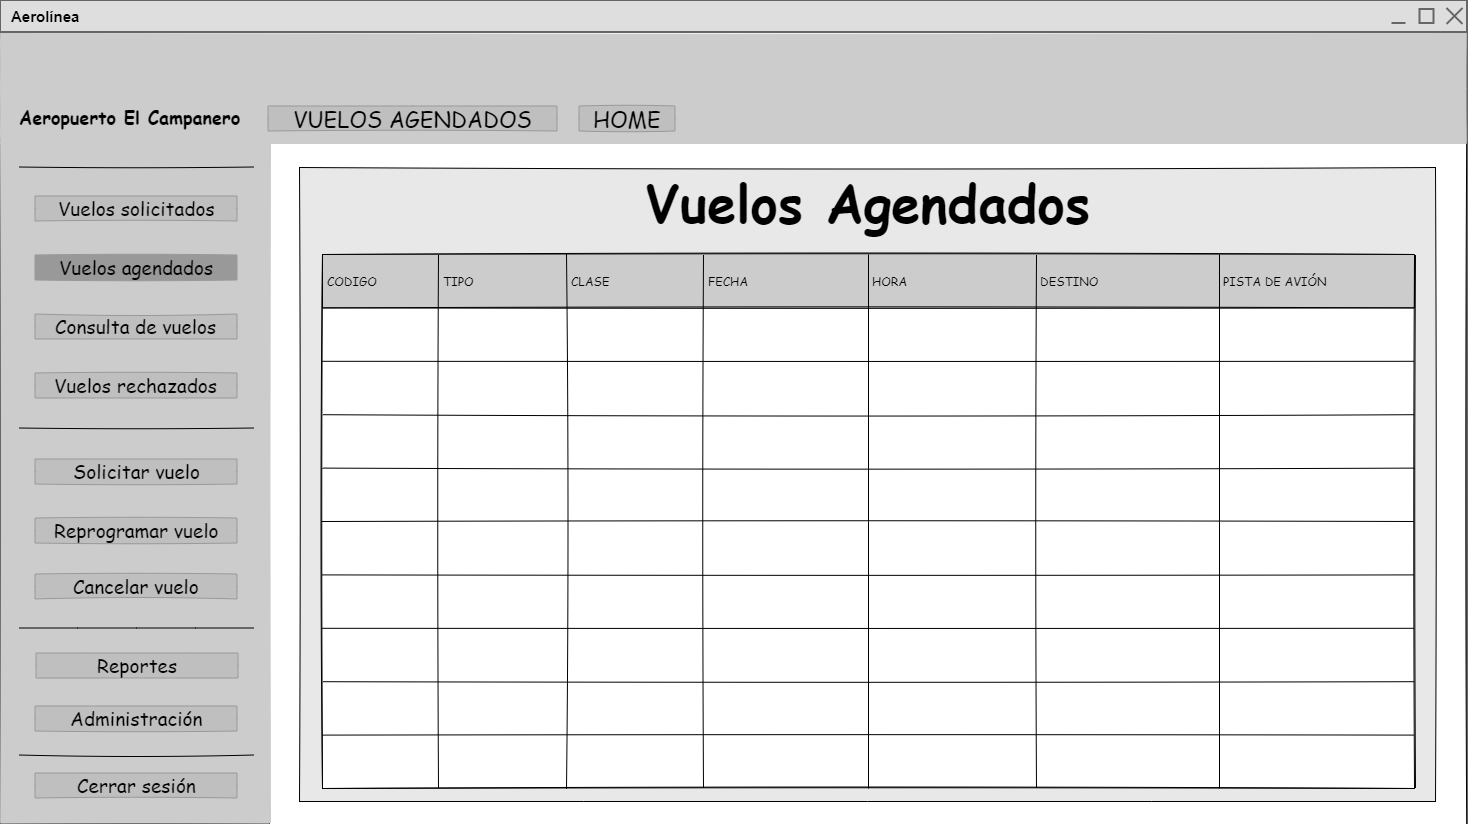 Aerolínea
Aeropuerto El Campanero
VUELOS AGENDADOS
HOME
Vuelos solicitados
Vuelos agendados
Consulta de vuelos
Vuelos rechazados
Solicitar vuelo
Reprogramar vuelo
Cancelar vuelo
Reportes
Administración
Cerrar sesión
Vuelos Agendados
CODIGO TIPO CLASE FECHA HORA DESTINO PISTA DE AVIÓN